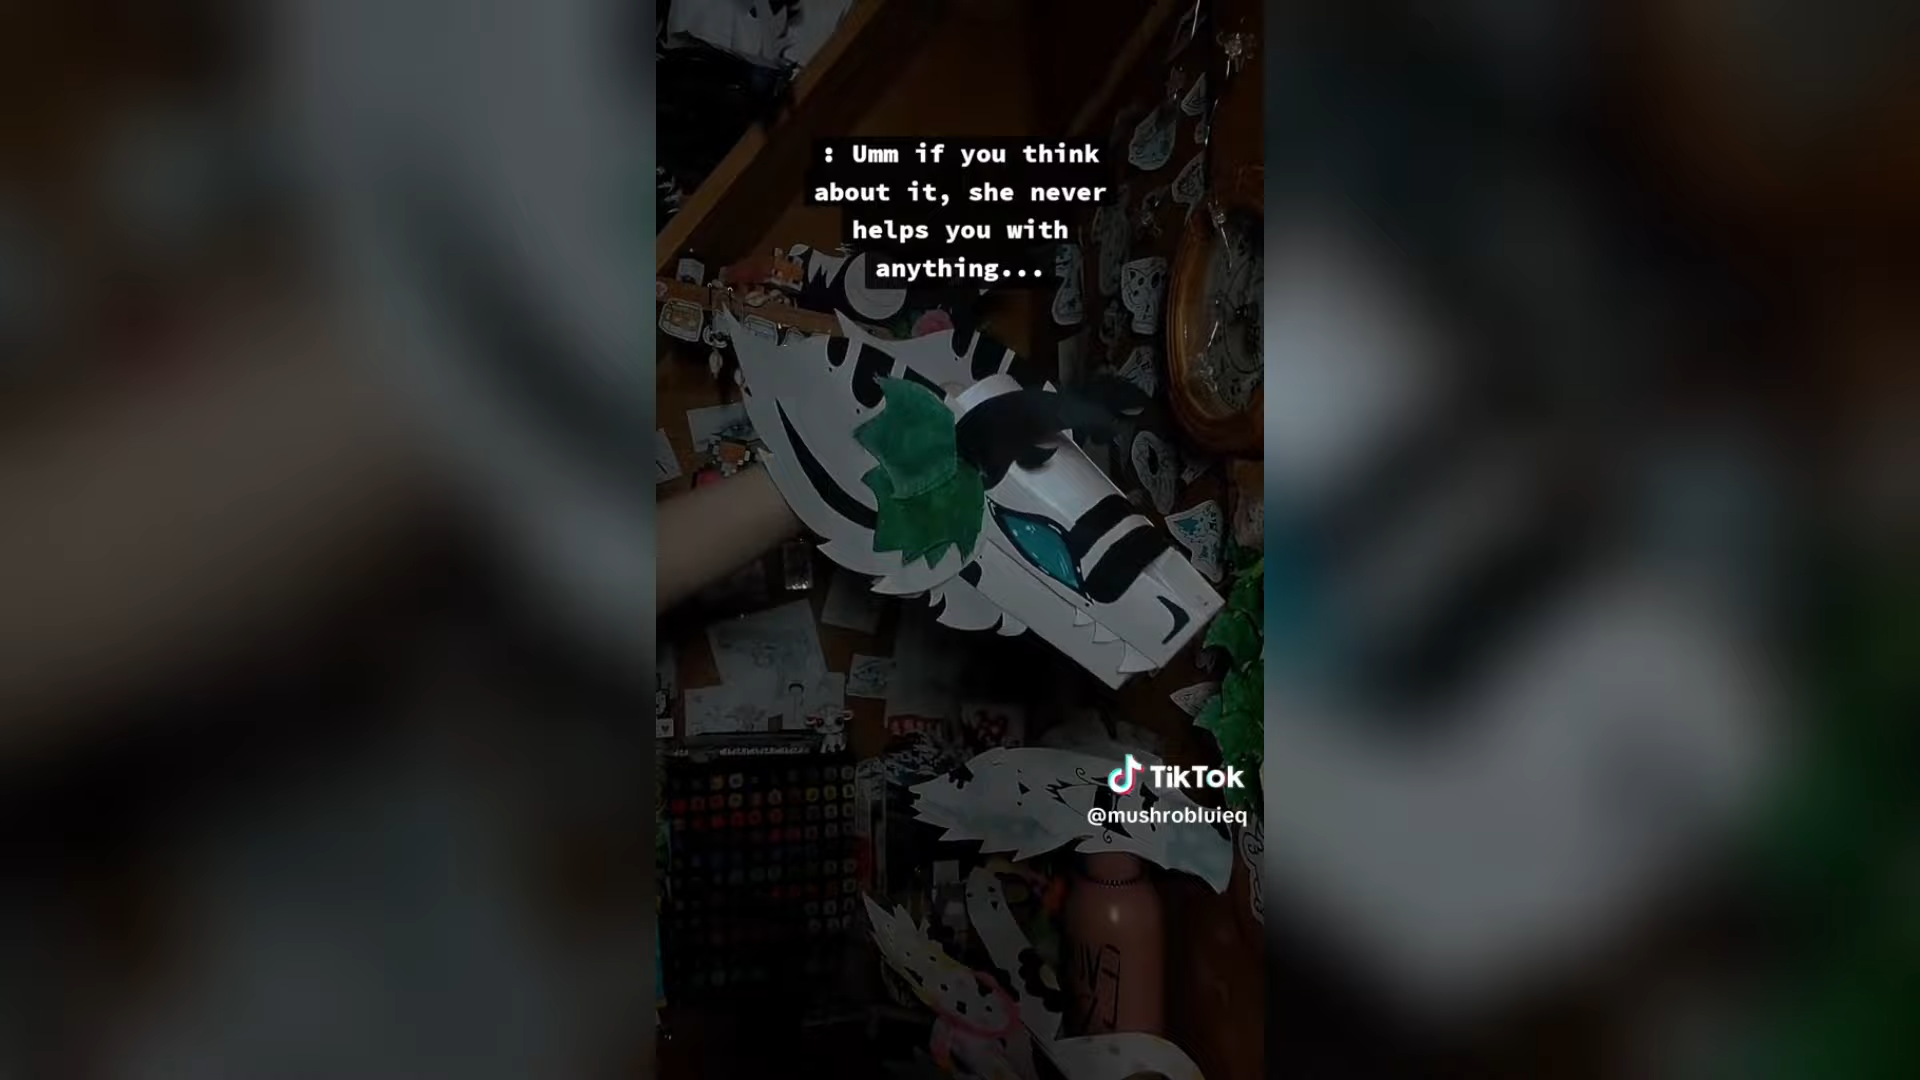 : Umm if you think
about it, she never
helps you with
anything...
TikTok
@mushrobluieq